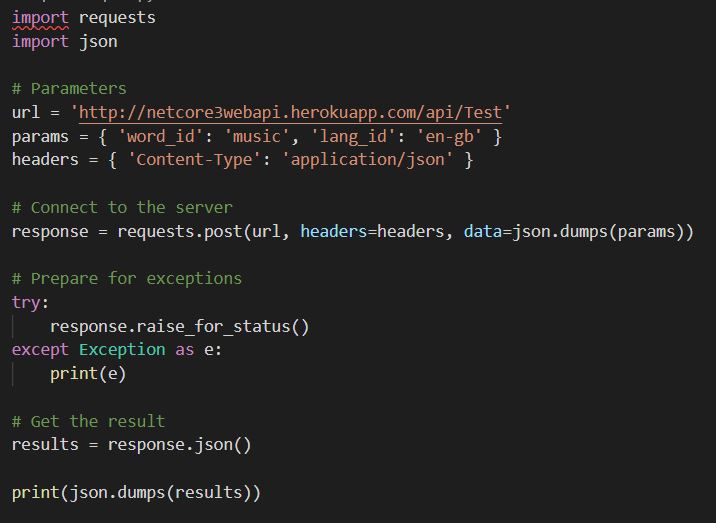 import requests
import json
# Parameters
url = 'http://netcore3webapi.herokuapp.com/api/Test'
params = { 'word_id': 'music', 'lang_id': 'en-gb' }
headers = { 'Content-Type': 'application/json' }
# Connect to the server
response = requests.post(url, headers=headers, data=json.dumps(params))
# Prepare for exceptions
try:
    response.raise_for_status()
except Exception as e:
    print(e)
# Get the result
results = response.json()
print(json.dumps(results))